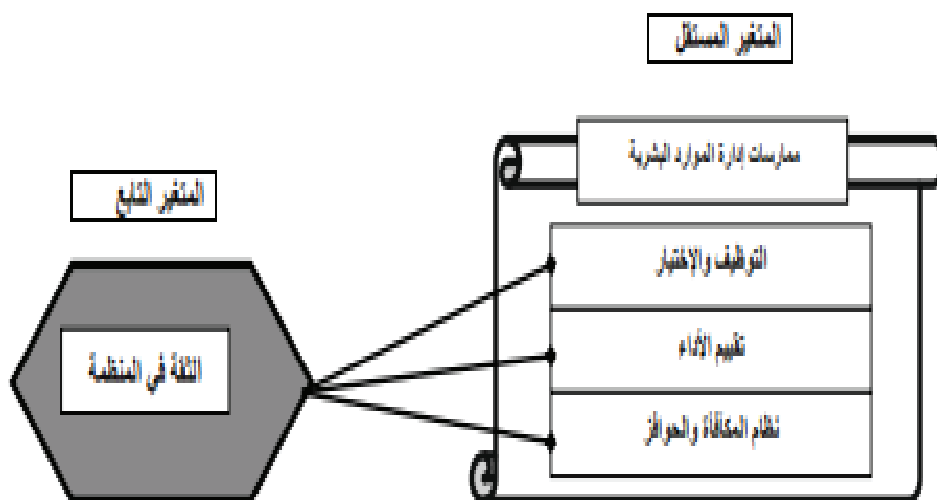 المتغير المستقل
ممارسات إدارة الموارد البشرية
المتغير التابع
التوظيف والإختيار
تقييم الأداء
الثقة في المنظمة
نظام المكافأة والحوافز